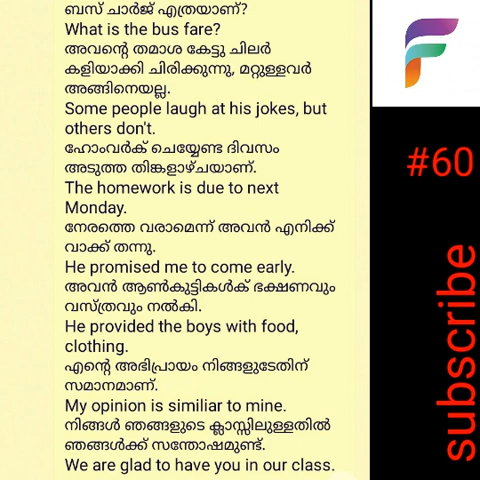 ബസ് ചാർജ് എത്രയാണ്?
What is the bus fare?
അവന്റെ തമാശ കേട്ടു ചിലർ
കളിയാക്കി ചിരിക്കുന്നു, മറ്റുള്ളവർ
അങ്ങിനെയല്ല.
Some people laugh at his jokes, but
others don't.
ഹോംവർക് ചെയ്യേണ്ട ദിവസം
അടുത്ത തിങ്കളാഴ്ചയാണ്.
The homework is due to next
Monday.
നേരത്തെ വരാമെന്ന് അവൻ എനിക്ക്
വാക്ക് തന്നു.
He promised me to come early.
അവൻ ആൺകുട്ടികൾക് ഭക്ഷണവും
വസ്ത്രവും നൽകി.
He provided the boys with food,
clothing.
എന്റെ അഭിപ്രായം നിങ്ങളുടേതിന്
സമാനമാണ്.
My opinion is similiar to mine.
നിങ്ങൾ ഞങ്ങളുടെ ക്ലാസ്സിലുള്ളതിൽ
ഞങ്ങൾക്ക് സന്തോഷമുണ്ട്.
We are glad to have you in our class.
#60
subscribe